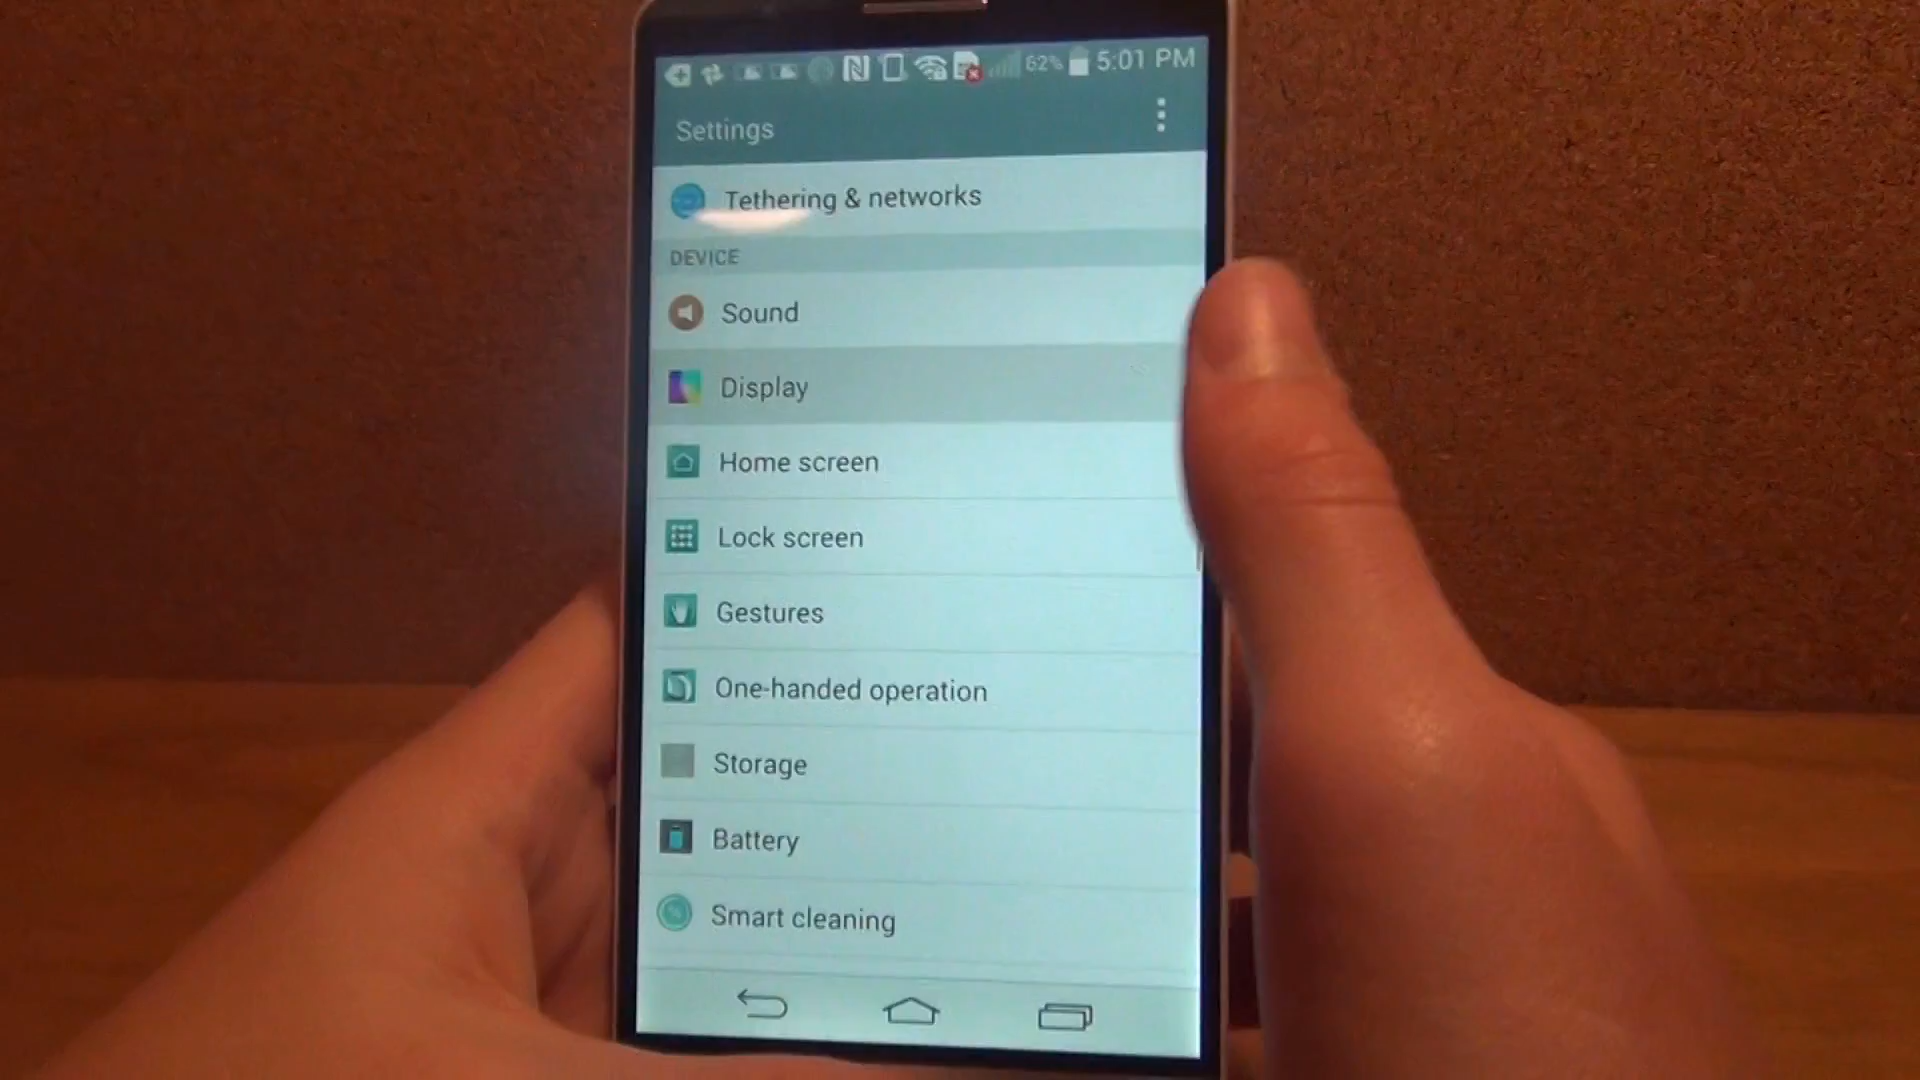 62% 5:01 PM
Settings
Tethering & networks
DEVICE
Sound
Display
Home screen
Lock screen
Gestures
One-handed operation
Storage
Battery
Smart cleaning